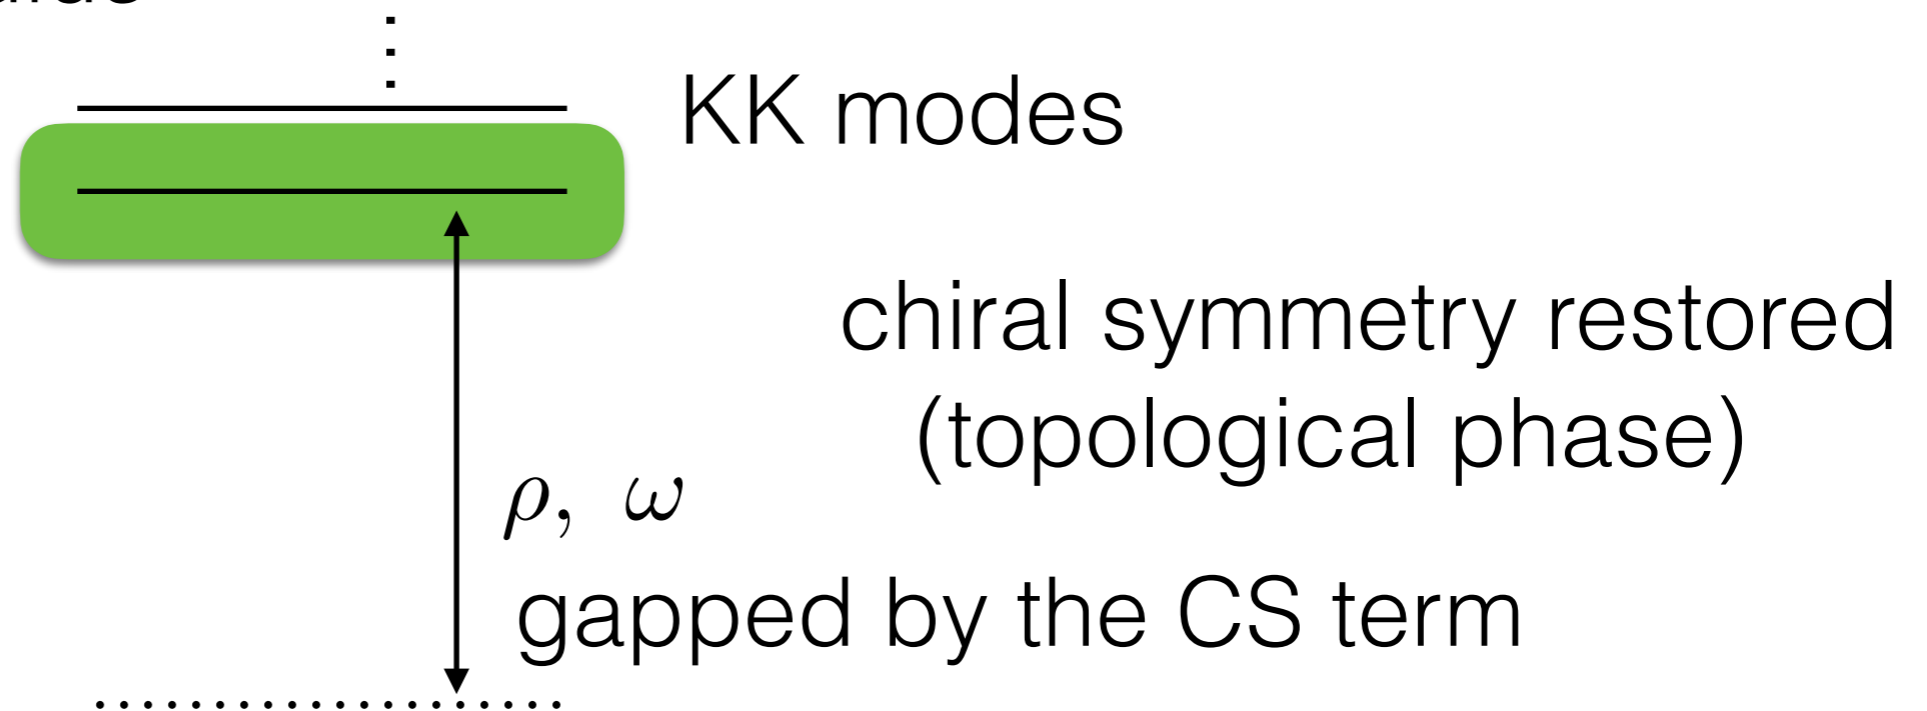 KK modes
chiral symmetry restored
(topological phase)
ρ, ω
gapped by the CS term